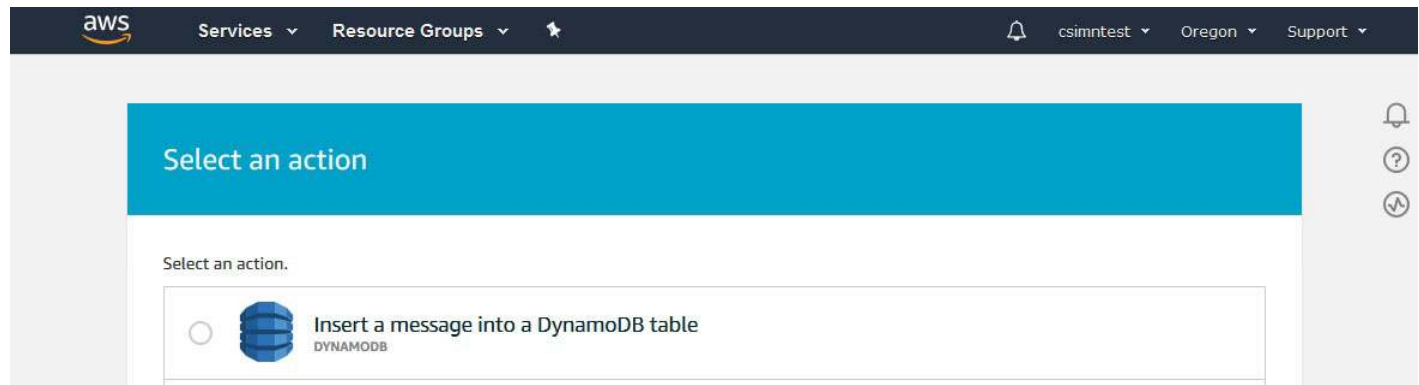 aws Services Resource Groups csimntest Oregon Support
Select an action
Select an action.
Insert a message into a DynamoDB table
DYNAMODB